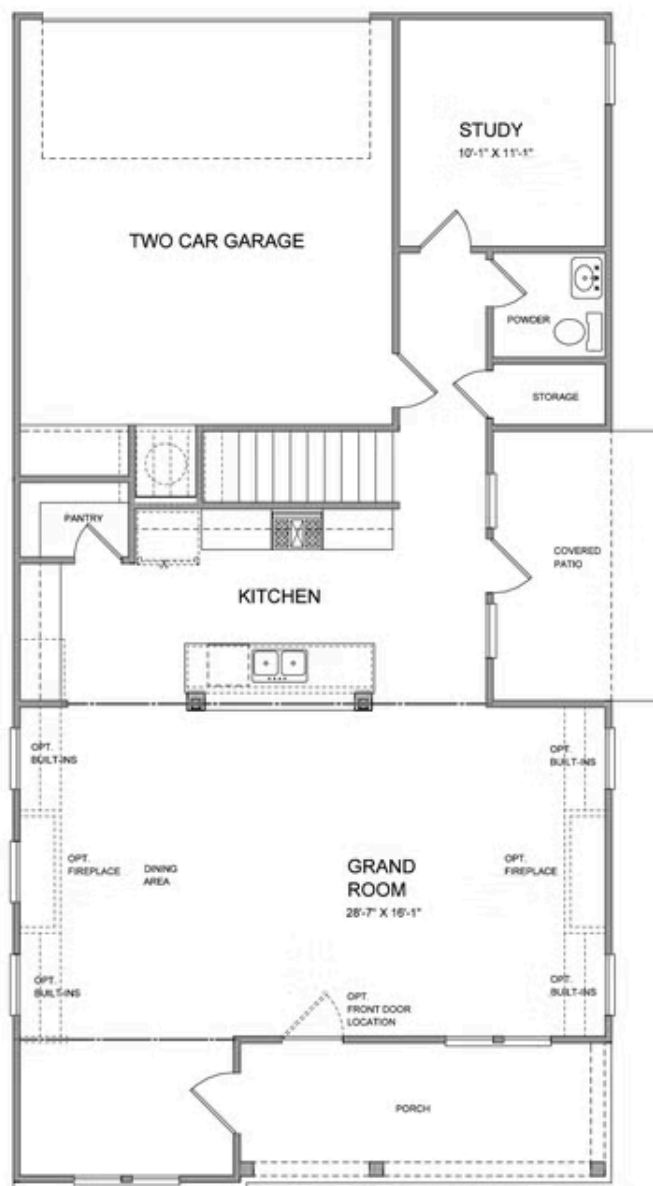 STUDY
10'-1" X 11'-1"
TWO CAR GARAGE
POWDER
STORAGE
PANTRY
COVERED
PATIO
KITCHEN
OPT.
BUILT-INS
OPT.
BUILT-INS
OPT.
FIREPLACE
DINING
AREA
GRAND
ROOM
28'-7" X 16'-1"
OPT.
FIREPLACE
OPT.
BUILT-INS
OPT.
FRONT DOOR
LOCATION
OPT.
BUILT-INS
PORCH